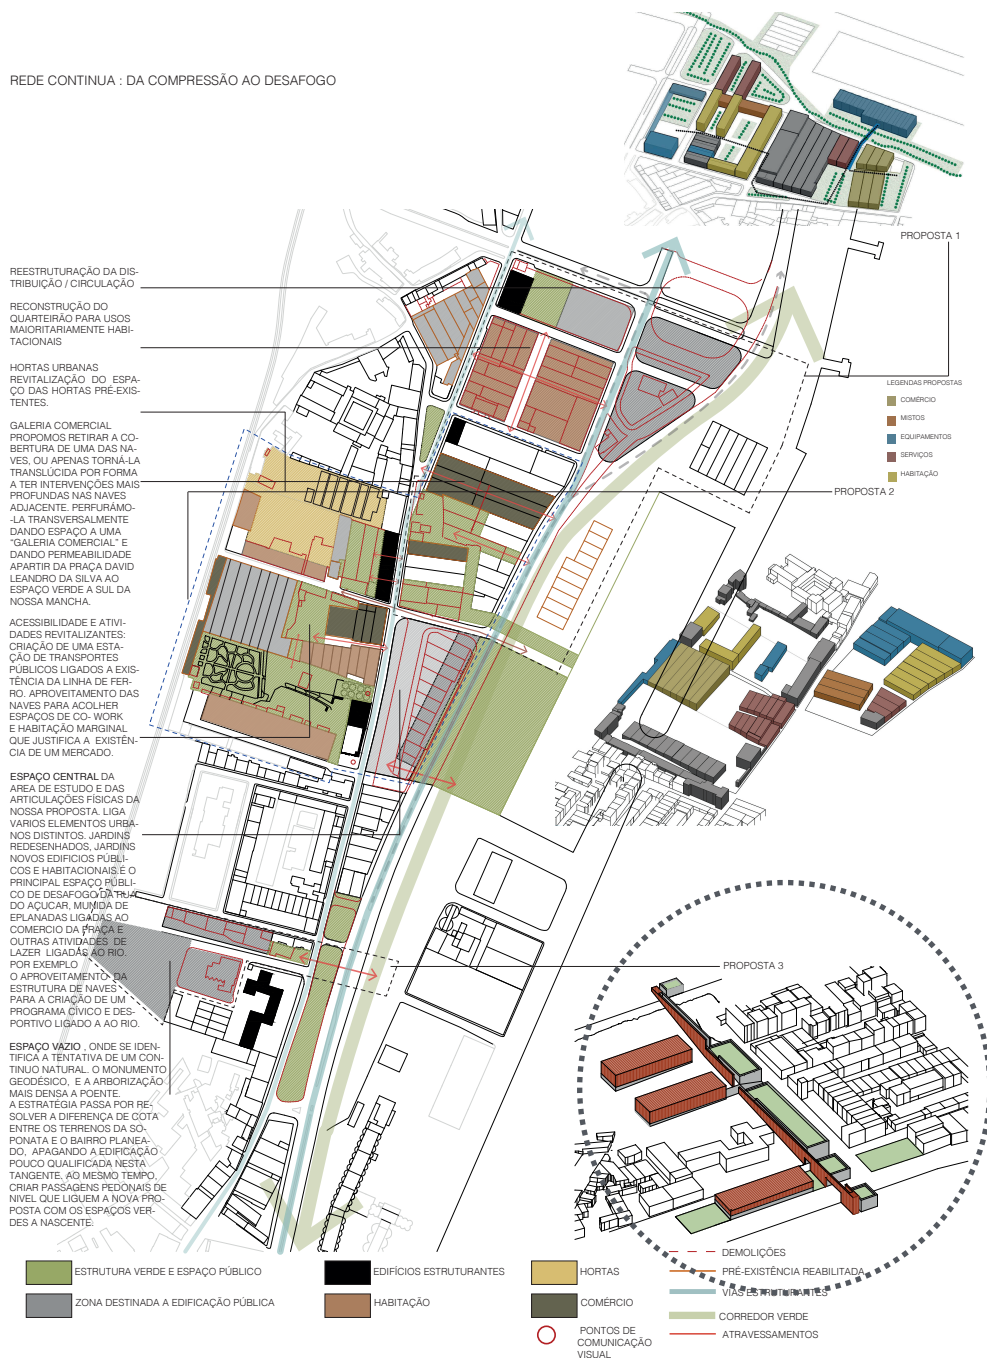 REDE CONTINUA : DA COMPRESSÃO AO DESAFOGO
PROPOSTA 1
REESTRUTURAÇÃO DA DIS-
TRIBUIÇÃO / CIRCULAÇÃO
RECONSTRUÇÃO DO
QUARTEIRÃO PARA USOS
MAIORITARIAMENTE HABI-
TACIONAIS
HORTAS URBANAS
REVITALIZAÇÃO DO ESPA-
ÇO DAS HORTAS PRÉ-EXIS-
TENTES.
GALERIA COMERCIAL
PROPOMOS RETIRAR A CO-
BERTURA DE UMA DAS NA-
VES, OU APENAS TORNÁ-LA
TRANSLÚCIDA POR FORMA
A TER INTERVENÇÕES MAIS
PROFUNDAS NAS NAVES
ADJACENTE. PERFURÁMO-
-LA TRANSVERSALMENTE
DANDO ESPAÇO A UMA
"GALERIA COMERCIAL" E
DANDO PERMEABILIDADE
APARTIR DA PRAÇA DAVID
LEANDRO DA SILVA AO
ESPAÇO VERDE A SUL DA
NOSSA MANCHA.
ACESSIBILIDADE E ATIVI-
DADES REVITALIZANTES:
CRIAÇÃO DE UMA ESTA-
ÇÃO DE TRANSPORTES
PÚBLICOS LIGADOS A EXIS-
TÊNCIA DA LINHA DE FER-
RO. APROVEITAMENTO DAS
NAVES PARA ACOLHER
ESPAÇOS DE CO- WORK
E HABITAÇÃO MARGINAL
QUE JUSTIFICA A EXISTÊN-
CIA DE UM MERCADO.
ESPAÇO CENTRAL DA
AREA DE ESTUDO E DAS
ARTICULAÇÕES FÍSICAS DA
NOSSA PROPOSTA. LIGA
VARIOS ELEMENTOS URBA-
NOS DISTINTOS. JARDINS
REDESENHADOS, JARDINS
NOVOS EDIFICIOS PÚBLI-
COS E HABITACIONAIS.É O
PRINCIPAL ESPAÇO PÚBLI-
CO DE DESAFOGO DA RUA
DO AÇUCAR, MUNIDA DE
EPLANADAS LIGADAS AO
COMERCIO DA PRAÇA E
OUTRAS ATIVIDADES DE
LAZER LIGADAS AO RIO.
POR EXEMPLO
O APROVEITAMENTO DA
ESTRUTURA DE NAVES
PARA A CRIAÇÃO DE UM
PROGRAMA CÍVICO E DES-
PORTIVO LIGADO A AO RIO.
ESPAÇO VAZIO , ONDE SE IDEN-
TIFICA A TENTATIVA DE UM CON-
TINUO NATURAL. O MONUMENTO
GEODÉSICO, E A ARBORIZAÇÃO
MAIS DENSA A POENTE.
A ESTRATÉGIA PASSA POR RE-
SOLVER A DIFERENÇA DE COTA
ENTRE OS TERRENOS DA SO-
PONATA E O BAIRRO PLANEA-
DO, APAGANDO A EDIFICAÇÃO
POUCO QUALIFICADA NESTA
TANGENTE. AO MESMO TEMPO,
CRIAR PASSAGENS PEDONAIS DE
NIVEL QUE LIGUEM A NOVA PRO-
POSTA COM OS ESPAÇOS VER-
DES A NASCENTE.
LEGENDAS PROPOSTAS
COMÉRCIO
MISTOS
EQUIPAMENTOS
SERVIÇOS
HABITAÇÃO
PROPOSTA 2
PROPOSTA 3
ESTRUTURA VERDE E ESPAÇO PÚBLICO
ZONA DESTINADA A EDIFICAÇÃO PÚBLICA
EDIFÍCIOS ESTRUTURANTES
HABITAÇÃO
HORTAS
COMÉRCIO
PONTOS DE
COMUNICAÇÃO
VISUAL
DEMOLIÇÕES
PRÉ-EXISTÊNCIA REABILITADA
VIAS ESTRUTURANTES
CORREDOR VERDE
ATRAVESSAMENTOS